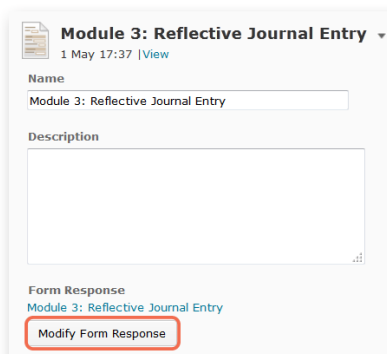 Module 3: Reflective Journal Entry
1 May 17:37 |View
Name
Module 3: Reflective Journal Entry
Description
Form Response
Module 3: Reflective Journal Entry
Modify Form Response